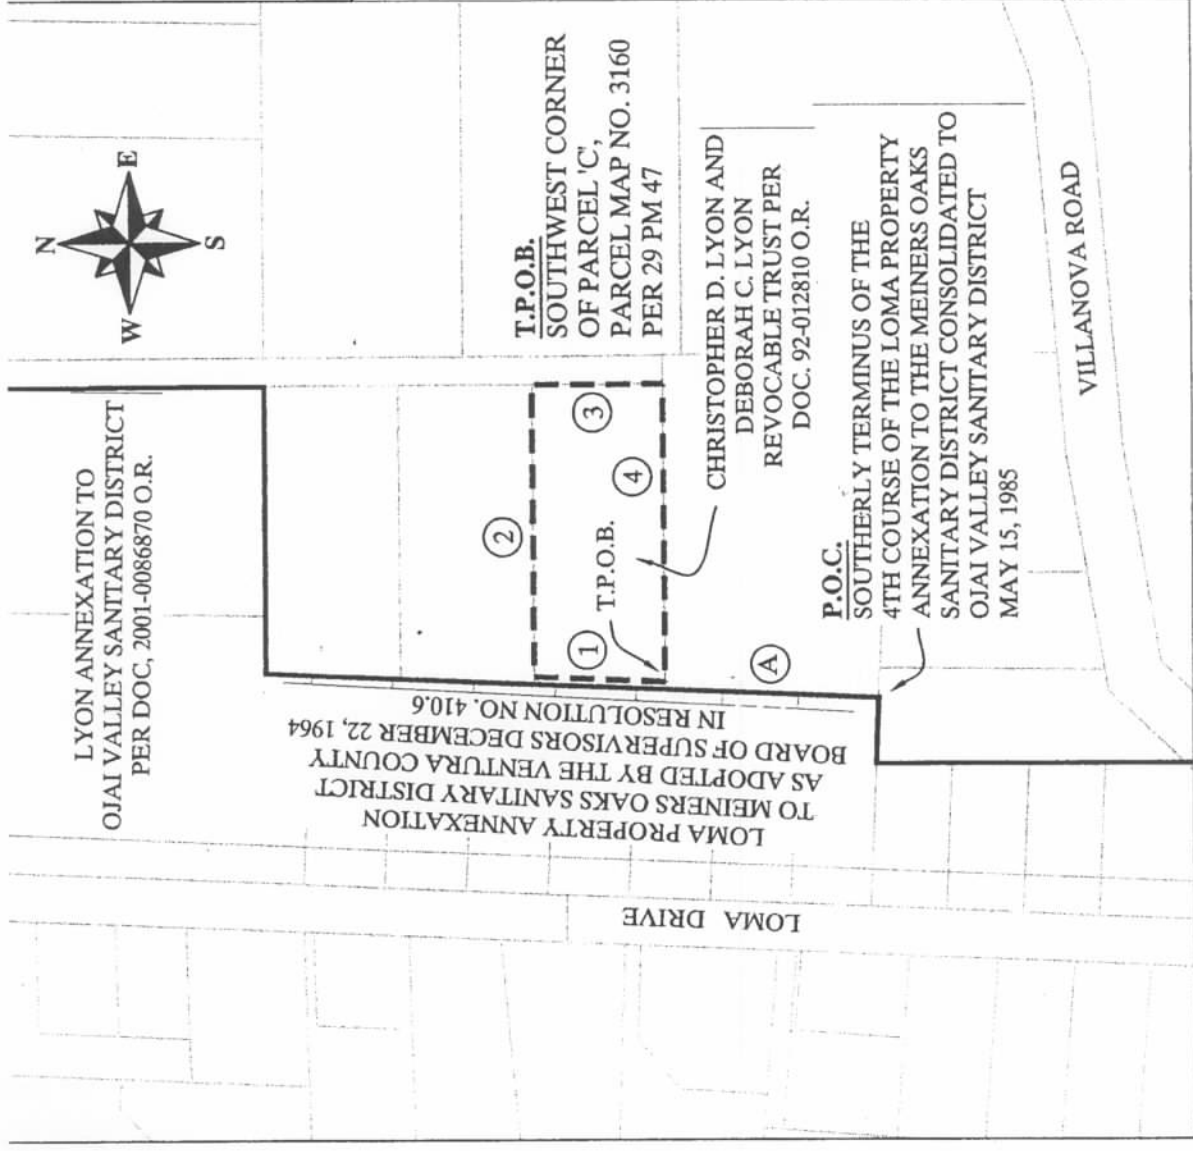 LYON ANNEXATION TO
OJAI VALLEY SANITARY DISTRICT
PER DOC, 2001-0086870 O.R.
N
W
E
S
T.P.O.B.
SOUTHWEST CORNER
OF PARCEL 'C',
PARCEL MAP NO. 3160
PER 29 PM 47
2
3
4
1
T.P.O.B.
CHRISTOPHER D. LYON AND
DEBORAH C. LYON
REVOCABLE TRUST PER
DOC. 92-012810 O.R.
A
P.O.C.
SOUTHERLY TERMINUS OF THE
4TH COURSE OF THE LOMA PROPERTY
ANNEXATION TO THE MEINERS OAKS
SANITARY DISTRICT CONSOLIDATED TO
OJAI VALLEY SANITARY DISTRICT
MAY 15, 1985
LOMA PROPERTY ANNEXATION
TO MEINERS OAKS SANITARY DISTRICT
AS ADOPTED BY THE VENTURA COUNTY
BOARD OF SUPERVISORS DECEMBER 22, 1964
IN RESOLUTION NO. 410.6
LOMA DRIVE
VILLANOVA ROAD